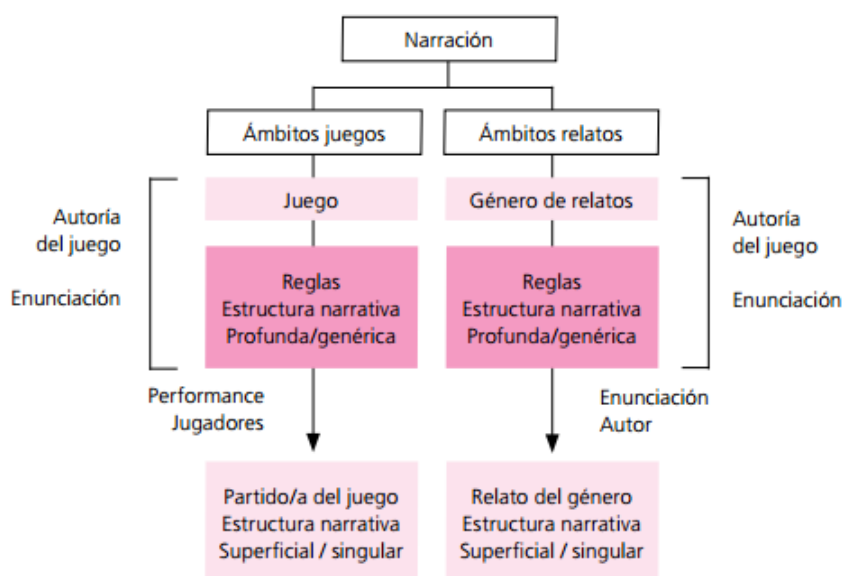 Narración
Ámbitos juegos
Ámbitos relatos
Juego
Género de relatos
Autoría
del juego
Enunciación
Reglas
Estructura narrativa
Profunda/genérica
Reglas
Estructura narrativa
Profunda/genérica
Autoría
del juego
Enunciación
Performance
Jugadores
Enunciación
Autor
Partido/a del juego
Estructura narrativa
Superficial / singular
Relato del género
Estructura narrativa
Superficial / singular